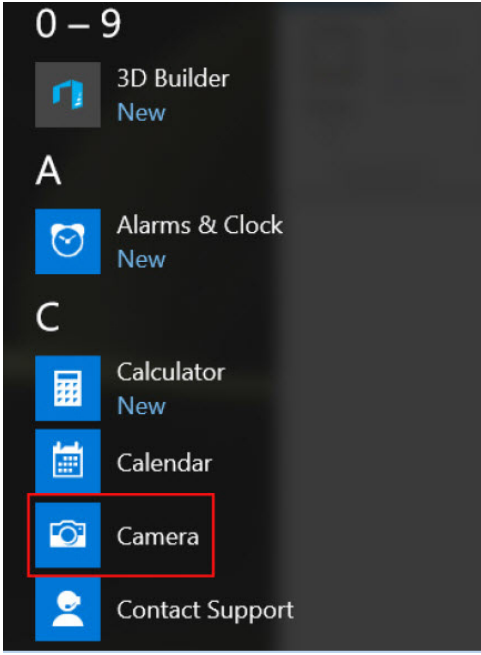 0 – 9
3D Builder
New
A
Alarms & Clock
New
C
Calculator
New
Calendar
Camera
Contact Support